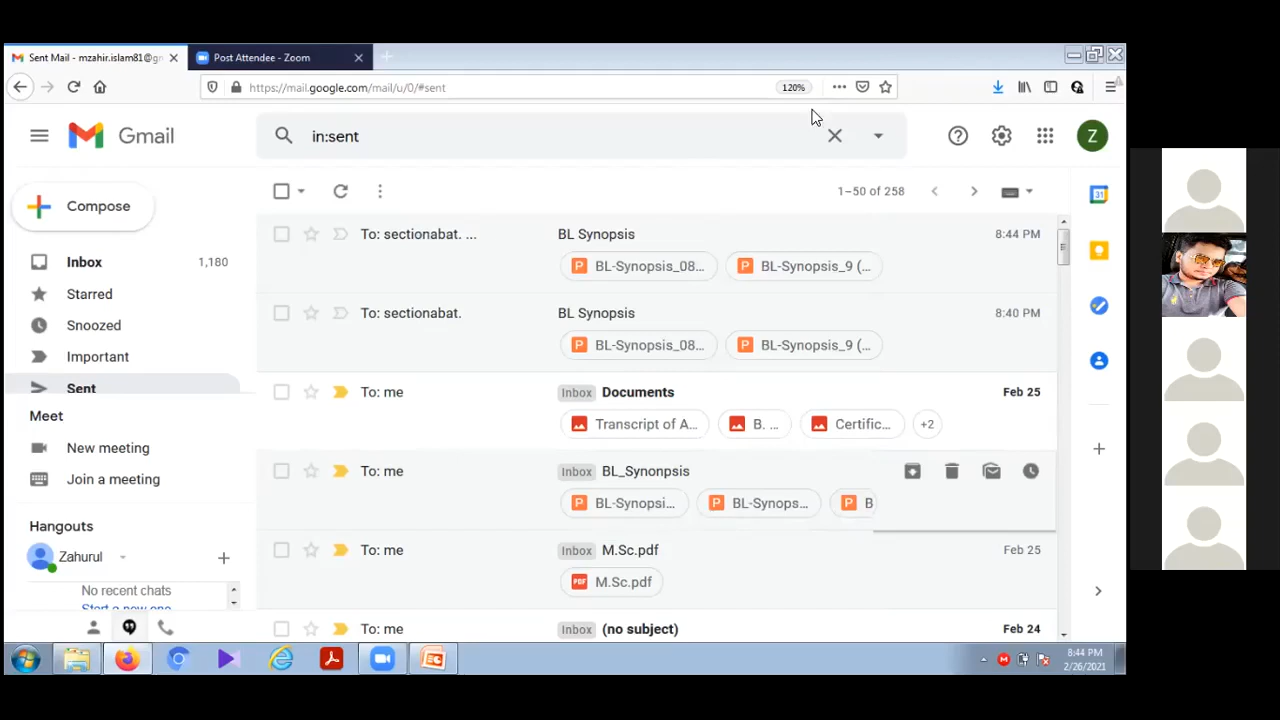 Sent Mail - mzahir.islam81@gm
Post Attendee - Zoom
https://mail.google.com/mail/u/0/#sent
120%
Gmail
in:sent
Z
Compose
1–50 of 258
31
Inbox 1,180
Starred
Snoozed
Important
Sent
To: sectionabat. ... BL Synopsis 8:44 PM
P BL-Synopsis_08... P BL-Synopsis_9 (...
To: sectionabat. BL Synopsis 8:40 PM
P BL-Synopsis_08... P BL-Synopsis_9 (...
To: me Inbox Documents Feb 25
Transcript of A... B. ... Certific... +2
To: me Inbox BL_Synonpsis
P BL-Synopsi... P BL-Synops... P B
To: me Inbox M.Sc.pdf Feb 25
PDF M.Sc.pdf
To: me Inbox (no subject) Feb 24
Meet
New meeting
Join a meeting
Hangouts
Zahurul
No recent chats
Start a new one
8:44 PM
2/26/2021